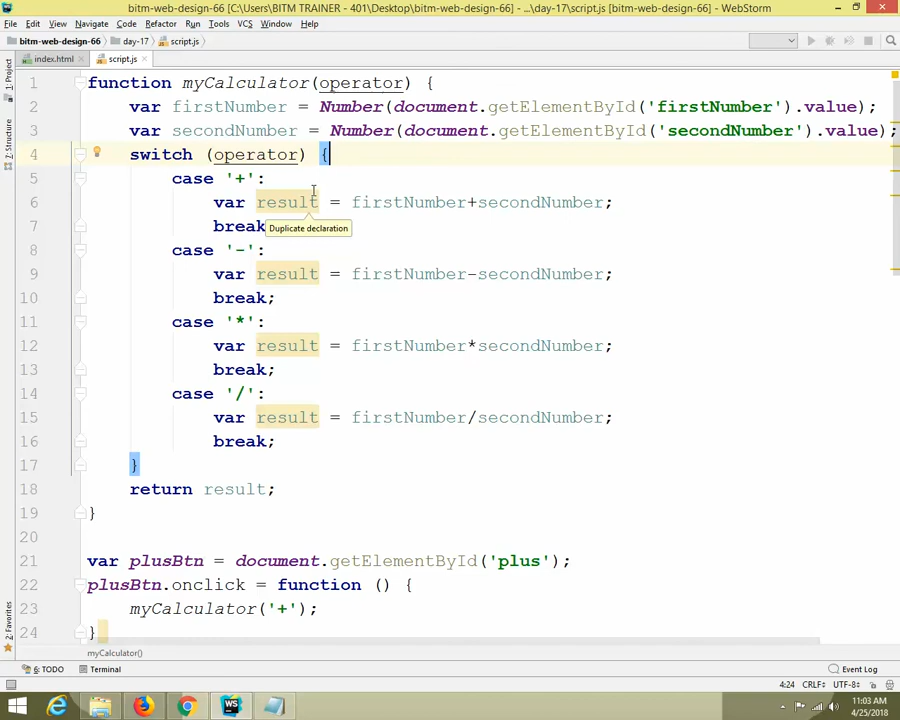 bitm-web-design-66 [C:\Users\BITM TRAINER - 401\Desktop\bitm-web-design-66] - ...\day-17\script.js [bitm-web-design-66] - WebStorm
File Edit View Navigate Code Refactor Run Tools VCS Window Help
bitm-web-design-66 day-17 script.js
index.html script.js
1: Project
Z: Structure
2: Favorites
1 function myCalculator(operator) {
2 var firstNumber = Number(document.getElementById('firstNumber').value);
3 var secondNumber = Number(document.getElementById('secondNumber').value);
4 switch (operator) {
5 case '+':
6 var result = firstNumber+secondNumber;
7 break
Duplicate declaration
8 case '-':
9 var result = firstNumber-secondNumber;
10 break;
11 case '*':
12 var result = firstNumber*secondNumber;
13 break;
14 case '/':
15 var result = firstNumber/secondNumber;
16 break;
17 }
18 return result;
19 }
20
21 var plusBtn = document.getElementById('plus');
22 plusBtn.onclick = function () {
23 myCalculator('+');
24 }
myCalculator()
6: TODO Terminal Event Log
4:24 CRLF÷ UTF-8÷
WS
11:03 AM
4/25/2018